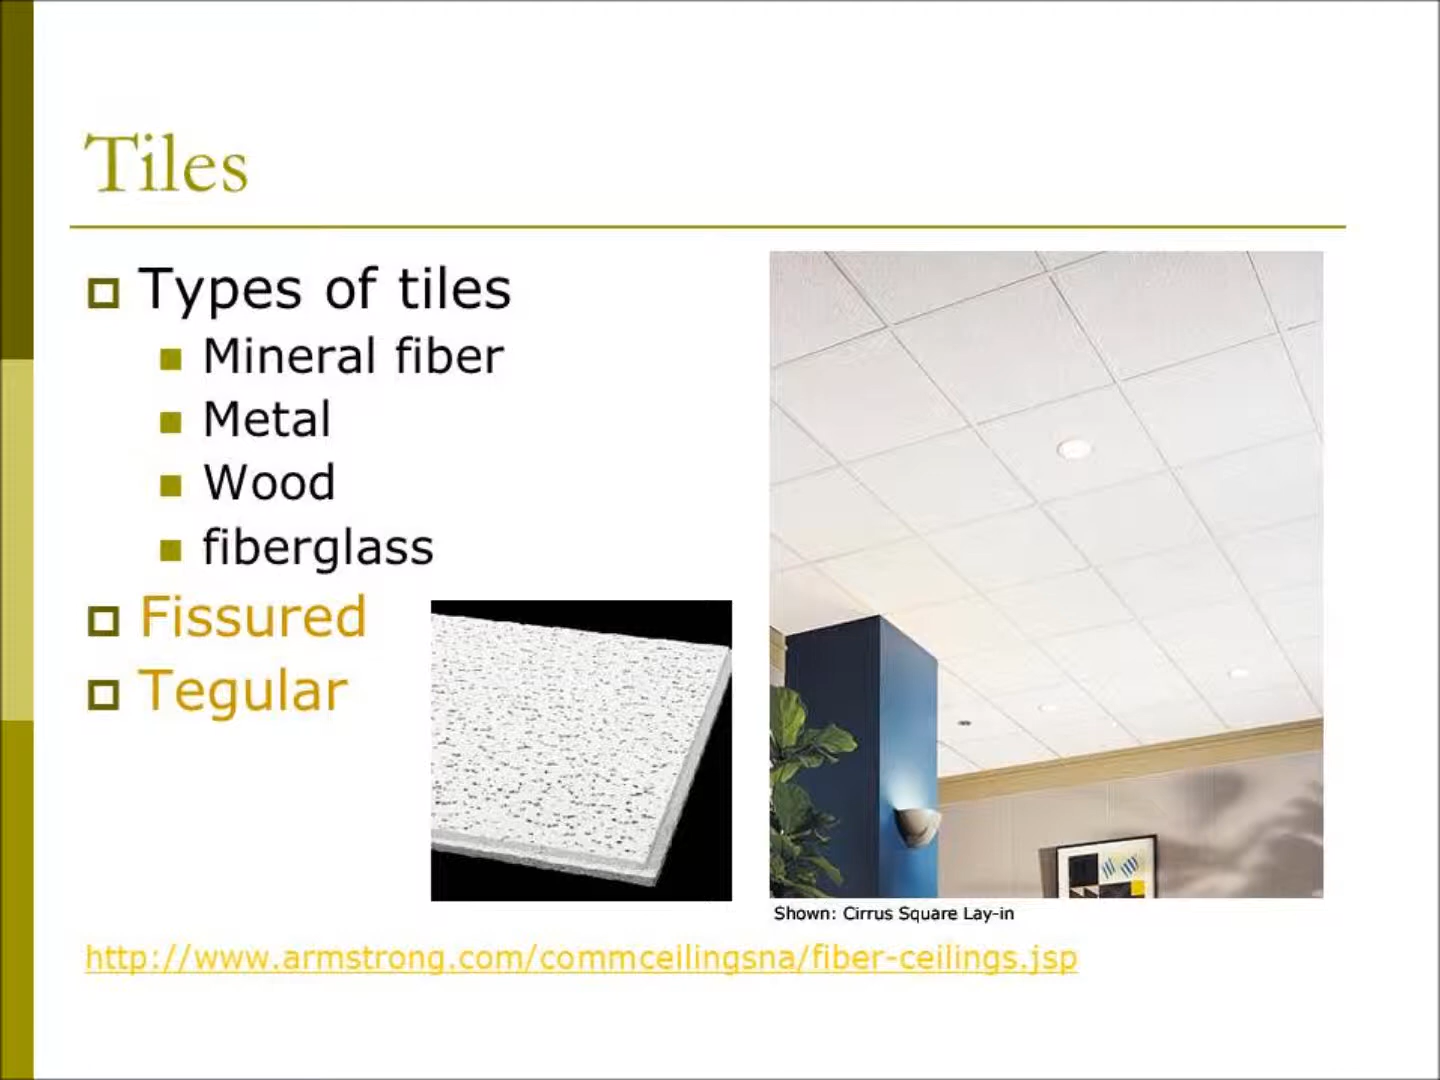 Tiles
Types of tiles
Mineral fiber
Metal
Wood
fiberglass
Fissured
Tegular
Shown: Cirrus Square Lay-in
http://www.armstrong.com/commceilingsna/fiber-ceilings.jsp